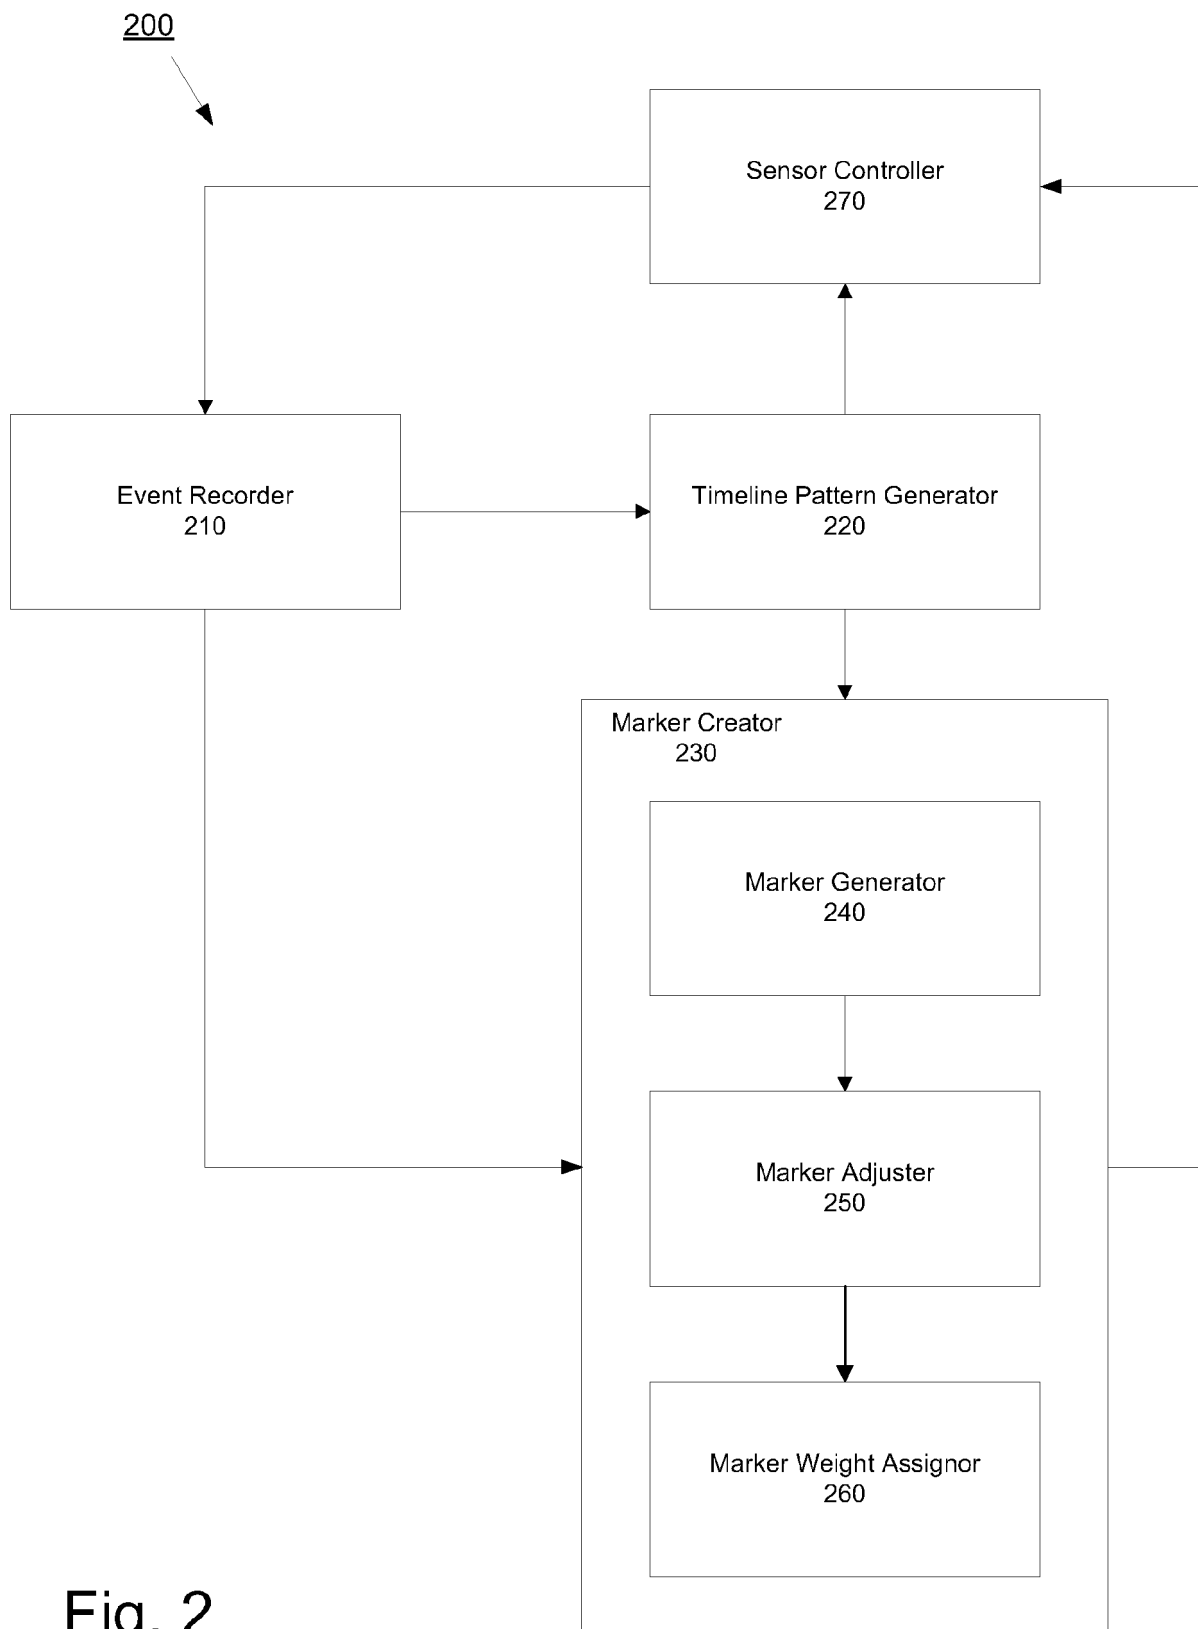 200
Sensor Controller
270
Event Recorder
210
Timeline Pattern Generator
220
Marker Creator
230
Marker Generator
240
Marker Adjuster
250
Marker Weight Assignor
260
Fig. 2